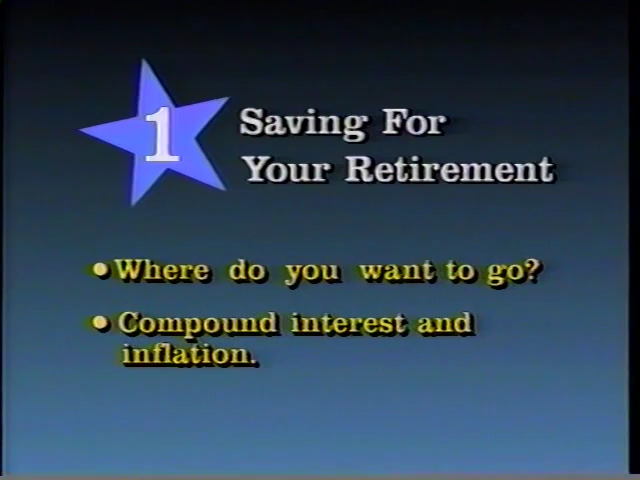 1
Saving For
Your Retirement
• Where do you want to go?
• Compound interest and
inflation.